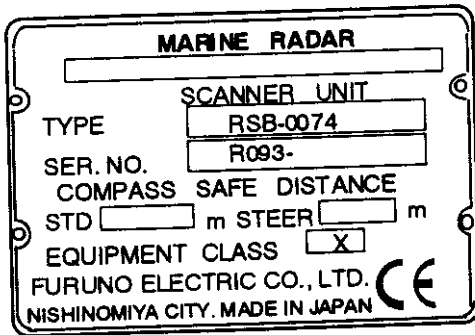 MARINE RADAR
SCANNER UNIT
TYPE RSB-0074
SER. NO. R093-
COMPASS SAFE DISTANCE
STD m STEER m
EQUIPMENT CLASS X
FURUNO ELECTRIC CO., LTD. CE
NISHINOMIYA CITY. MADE IN JAPAN